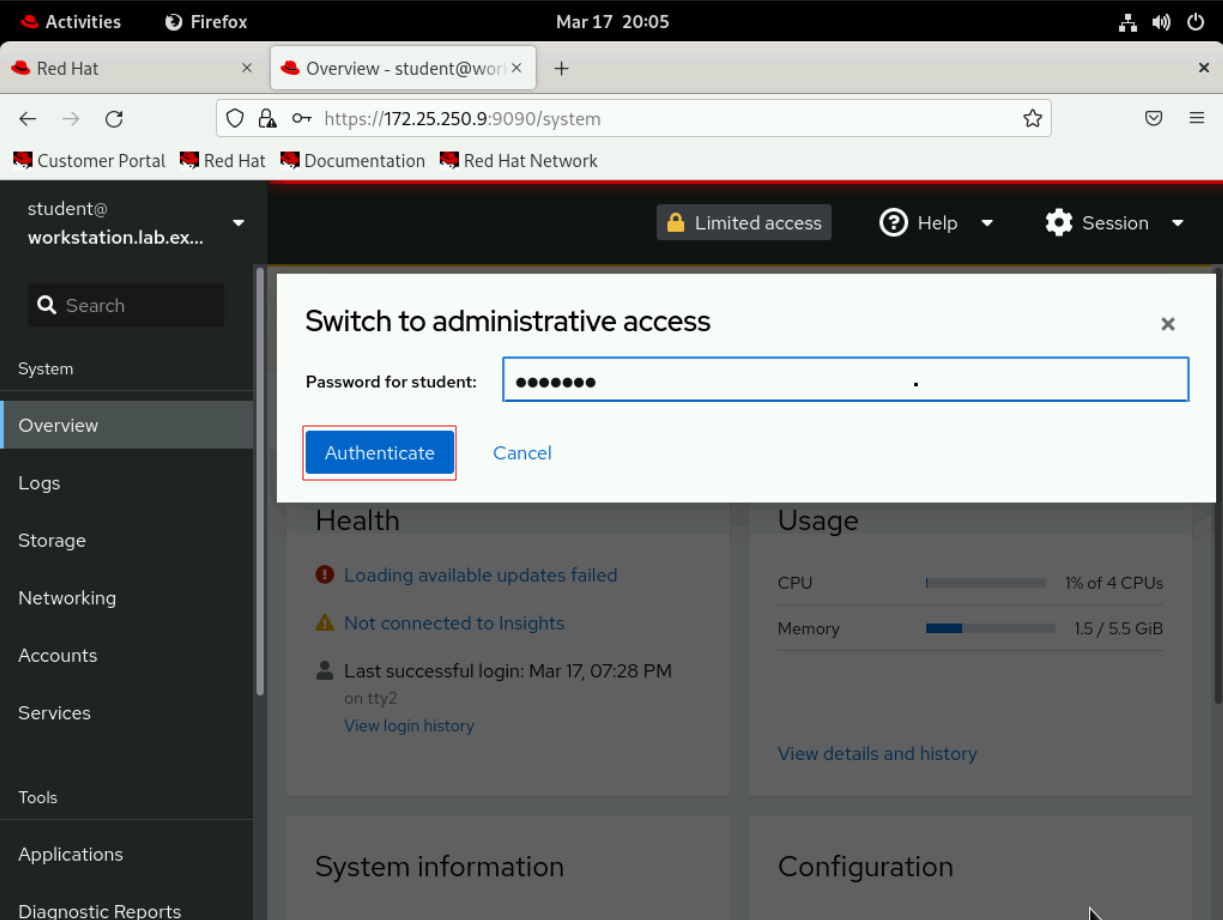 Activities Firefox Mar 17 20:05
Red Hat Overview - student@wor
https://172.25.250.9:9090/system
Customer Portal Red Hat Documentation Red Hat Network
student@
workstation.lab.ex...
Limited access Help Session
Search
Switch to administrative access
System
Password for student: ●●●●●●●
Overview
Authenticate Cancel
Logs
Health Usage
Storage
Loading available updates failed
CPU 1% of 4 CPUs
Networking
Not connected to Insights
Memory 1.5 / 5.5 GiB
Accounts
Last successful login: Mar 17, 07:28 PM
on tty2
Services
View login history
View details and history
Tools
Applications
System information Configuration
Diagnostic Reports